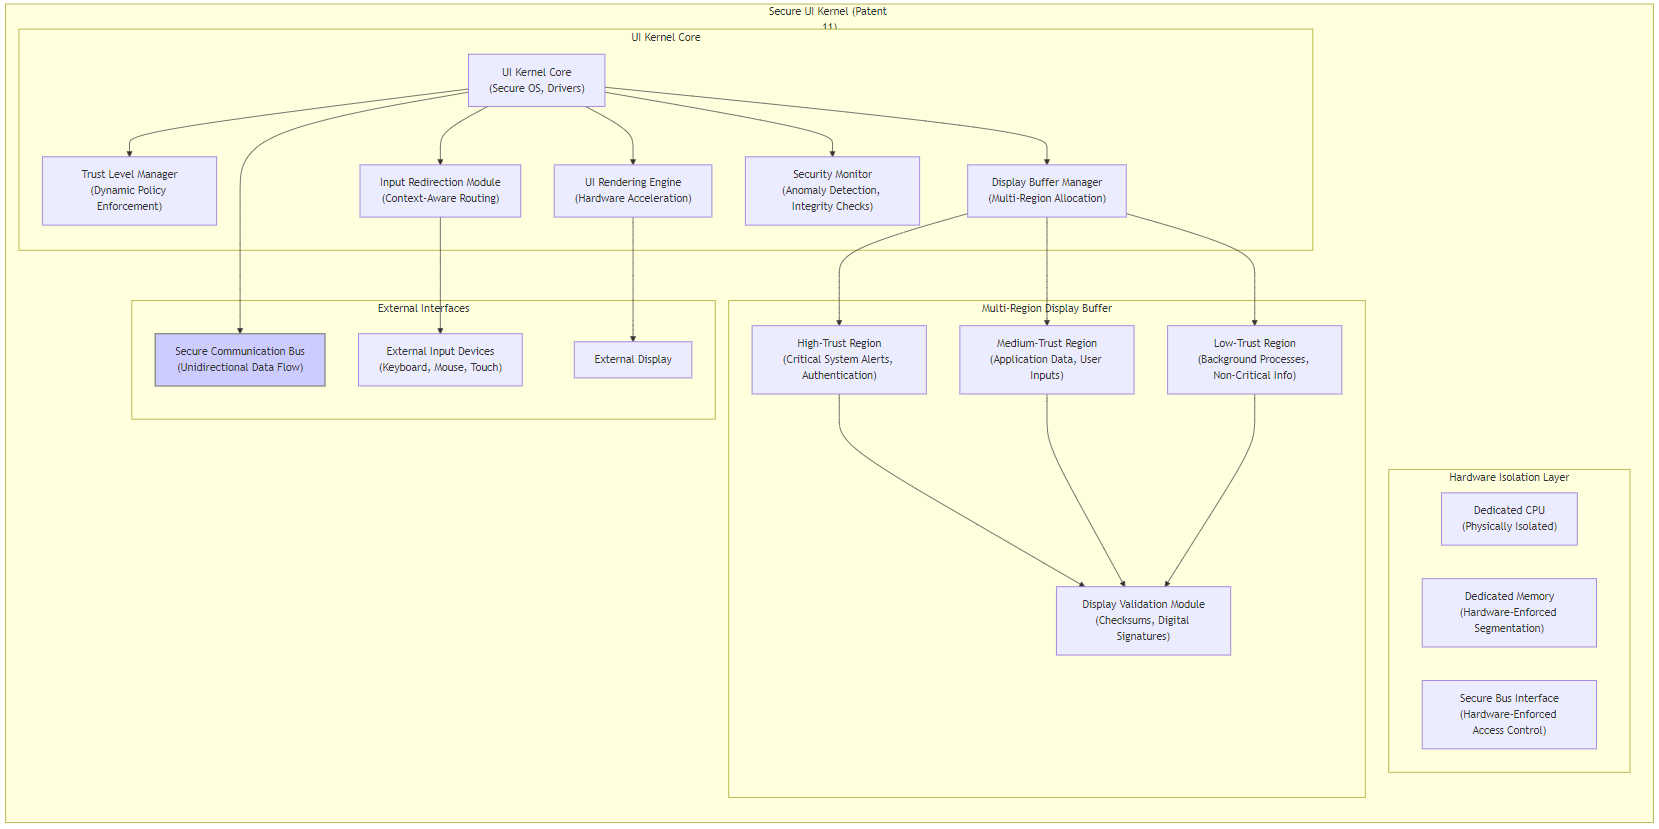 Secure UI Kernel (Patent
11)
UI Kernel Core
UI Kernel Core
(Secure OS, Drivers)
Trust Level Manager
(Dynamic Policy
Enforcement)
Input Redirection Module
(Context-Aware Routing)
UI Rendering Engine
(Hardware Acceleration)
Security Monitor
(Anomaly Detection,
Integrity Checks)
Display Buffer Manager
(Multi-Region Allocation)
External Interfaces
Secure Communication Bus
(Unidirectional Data Flow)
External Input Devices
(Keyboard, Mouse, Touch)
External Display
Multi-Region Display Buffer
High-Trust Region
(Critical System Alerts,
Authentication)
Medium-Trust Region
(Application Data, User
Inputs)
Low-Trust Region
(Background Processes,
Non-Critical Info)
Display Validation Module
(Checksums, Digital
Signatures)
Hardware Isolation Layer
Dedicated CPU
(Physically Isolated)
Dedicated Memory
(Hardware-Enforced
Segmentation)
Secure Bus Interface
(Hardware-Enforced
Access Control)